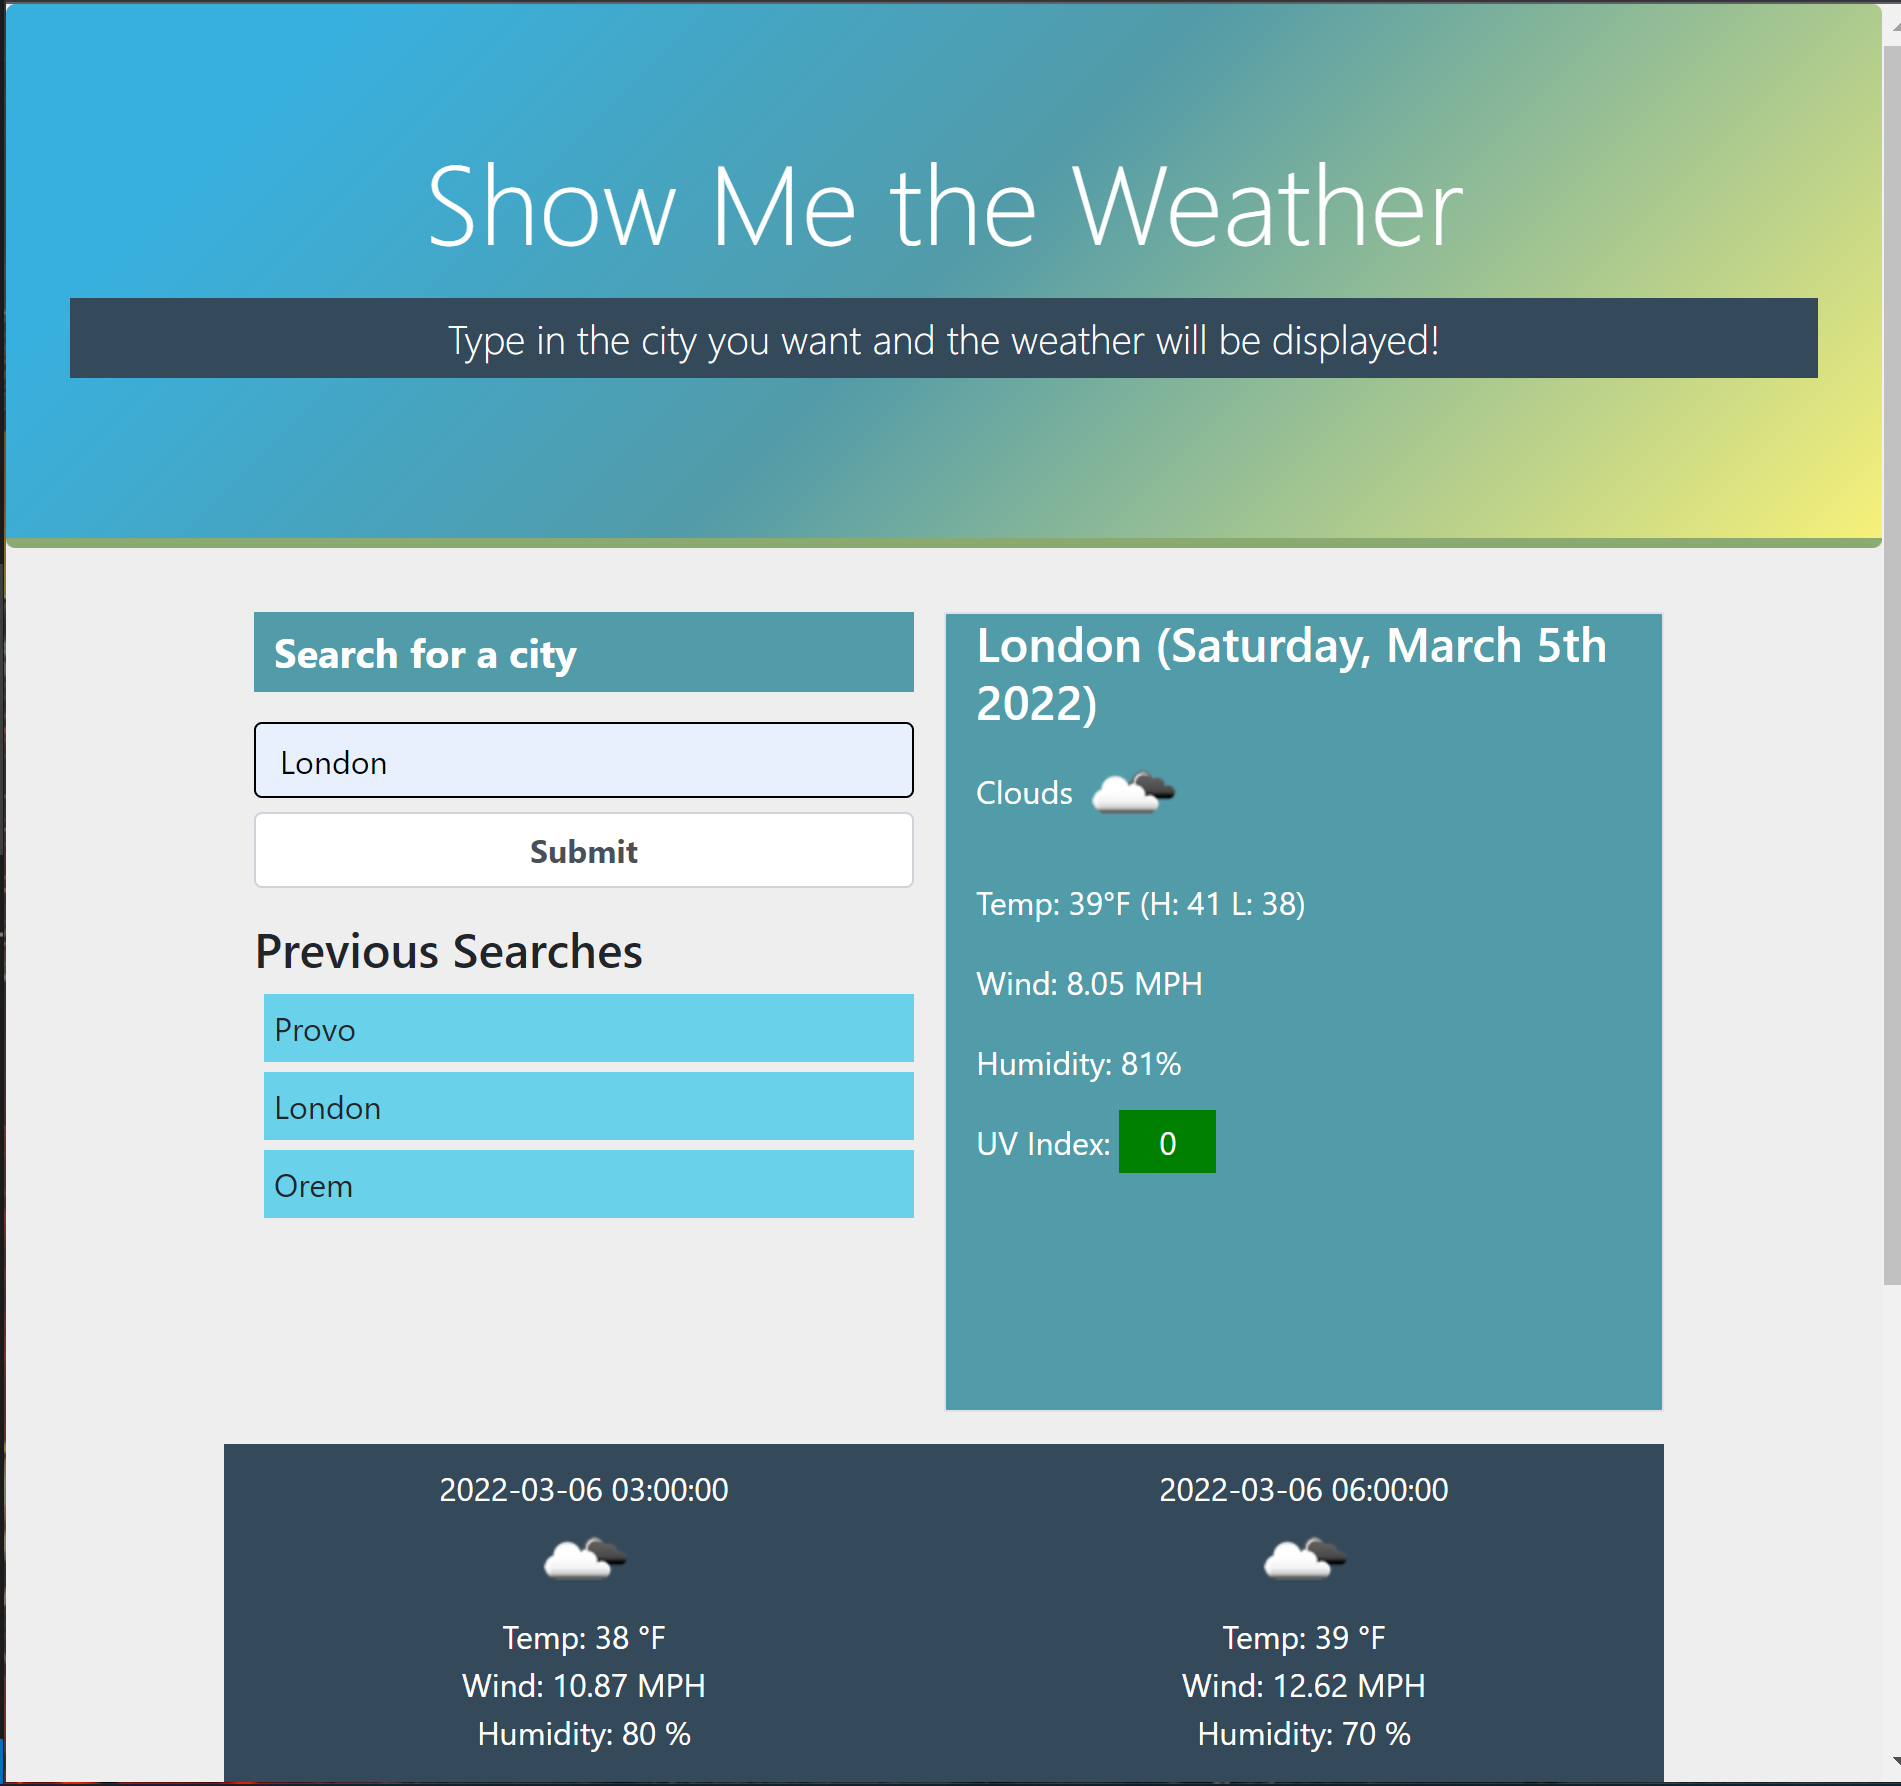 Show Me the Weather
Type in the city you want and the weather will be displayed!
Search for a city
London
Submit
Previous Searches
Provo
London
Orem
London (Saturday, March 5th
2022)
Clouds
Temp: 39°F (H: 41 L: 38)
Wind: 8.05 MPH
Humidity: 81%
UV Index: 0
2022-03-06 03:00:00
Temp: 38 °F
Wind: 10.87 MPH
Humidity: 80 %
2022-03-06 06:00:00
Temp: 39 °F
Wind: 12.62 MPH
Humidity: 70 %